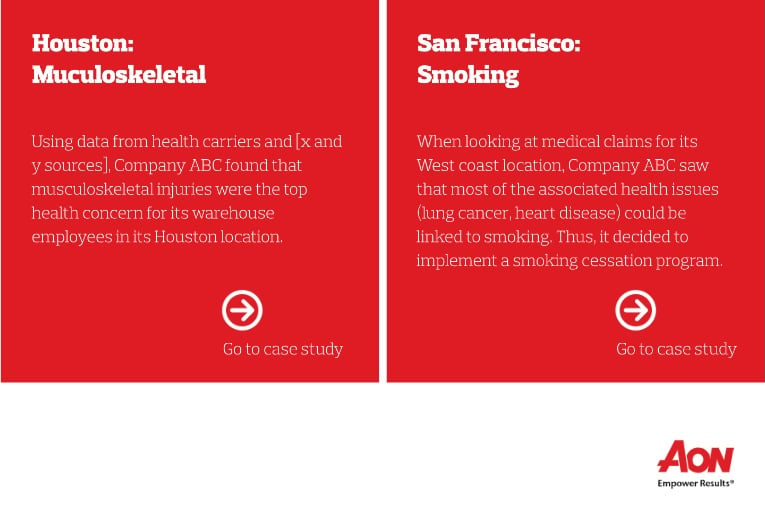 Houston:
Muculoskeletal
Using data from health carriers and [x and
y sources], Company ABC found that
musculoskeletal injuries were the top
health concern for its warehouse
employees in its Houston location.
Go to case study
San Francisco:
Smoking
When looking at medical claims for its
West coast location, Company ABC saw
that most of the associated health issues
(lung cancer, heart disease) could be
linked to smoking. Thus, it decided to
implement a smoking cessation program.
Go to case study
AON
Empower Results®